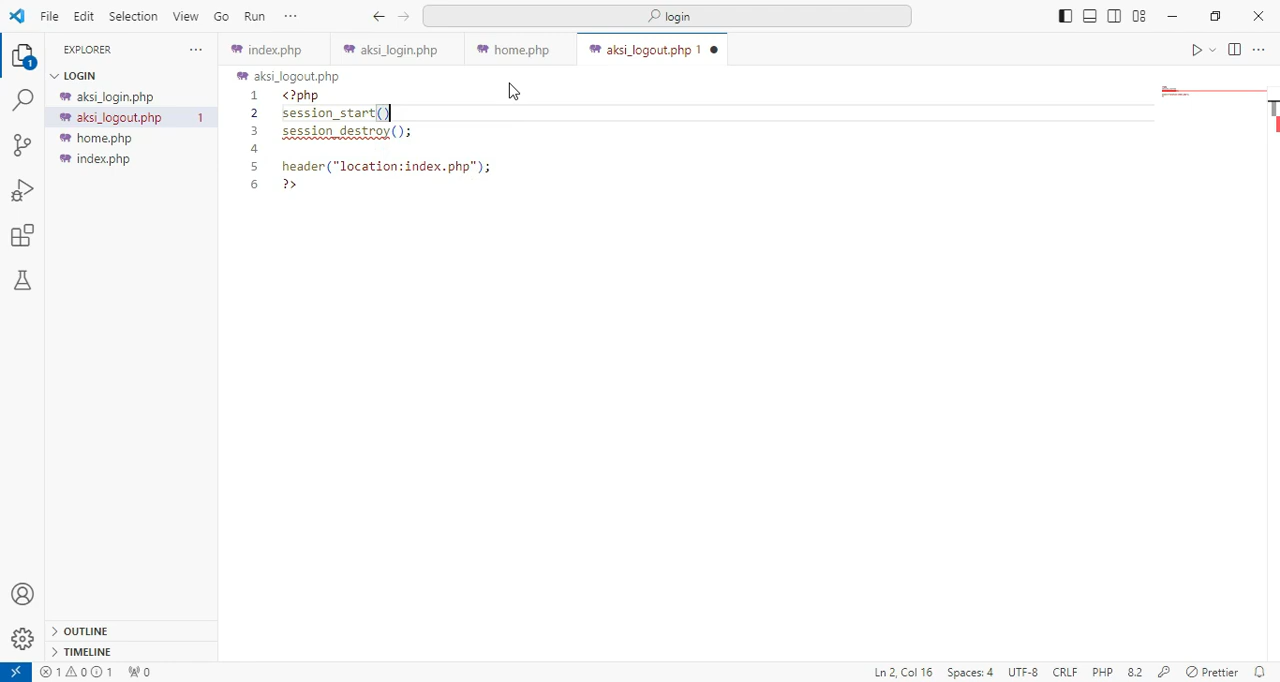 File Edit Selection View Go Run ··· login
EXPLORER ···
LOGIN
aksi_login.php
aksi_logout.php 1
home.php
index.php
OUTLINE
TIMELINE
index.php aksi_login.php home.php aksi_logout.php 1
aksi_logout.php
1 <?php
2 session_start()
3 session_destroy();
4
5 header("location:index.php");
6 ?>
1
1 0 1 0 Ln 2, Col 16 Spaces: 4 UTF-8 CRLF PHP 8.2 Prettier